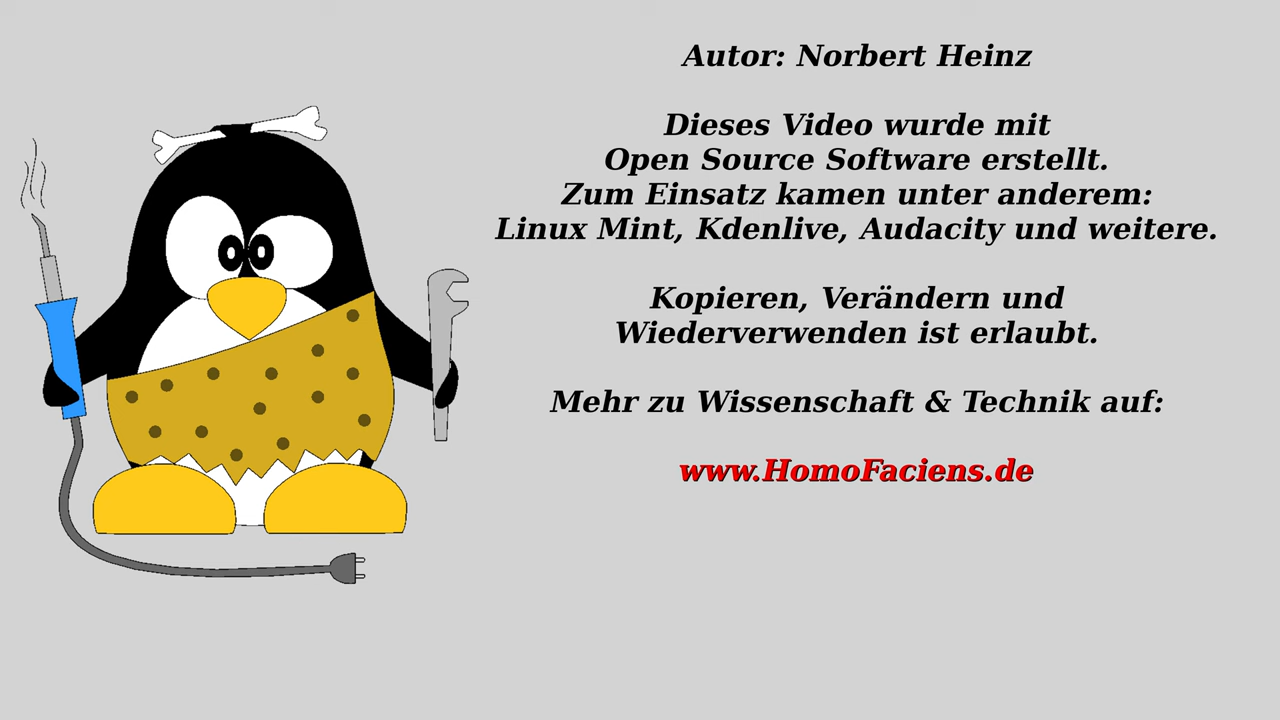 Autor: Norbert Heinz
Dieses Video wurde mit
Open Source Software erstellt.
Zum Einsatz kamen unter anderem:
Linux Mint, Kdenlive, Audacity und weitere.
Kopieren, Verändern und
Wiederverwenden ist erlaubt.
Mehr zu Wissenschaft & Technik auf:
www.HomoFaciens.de